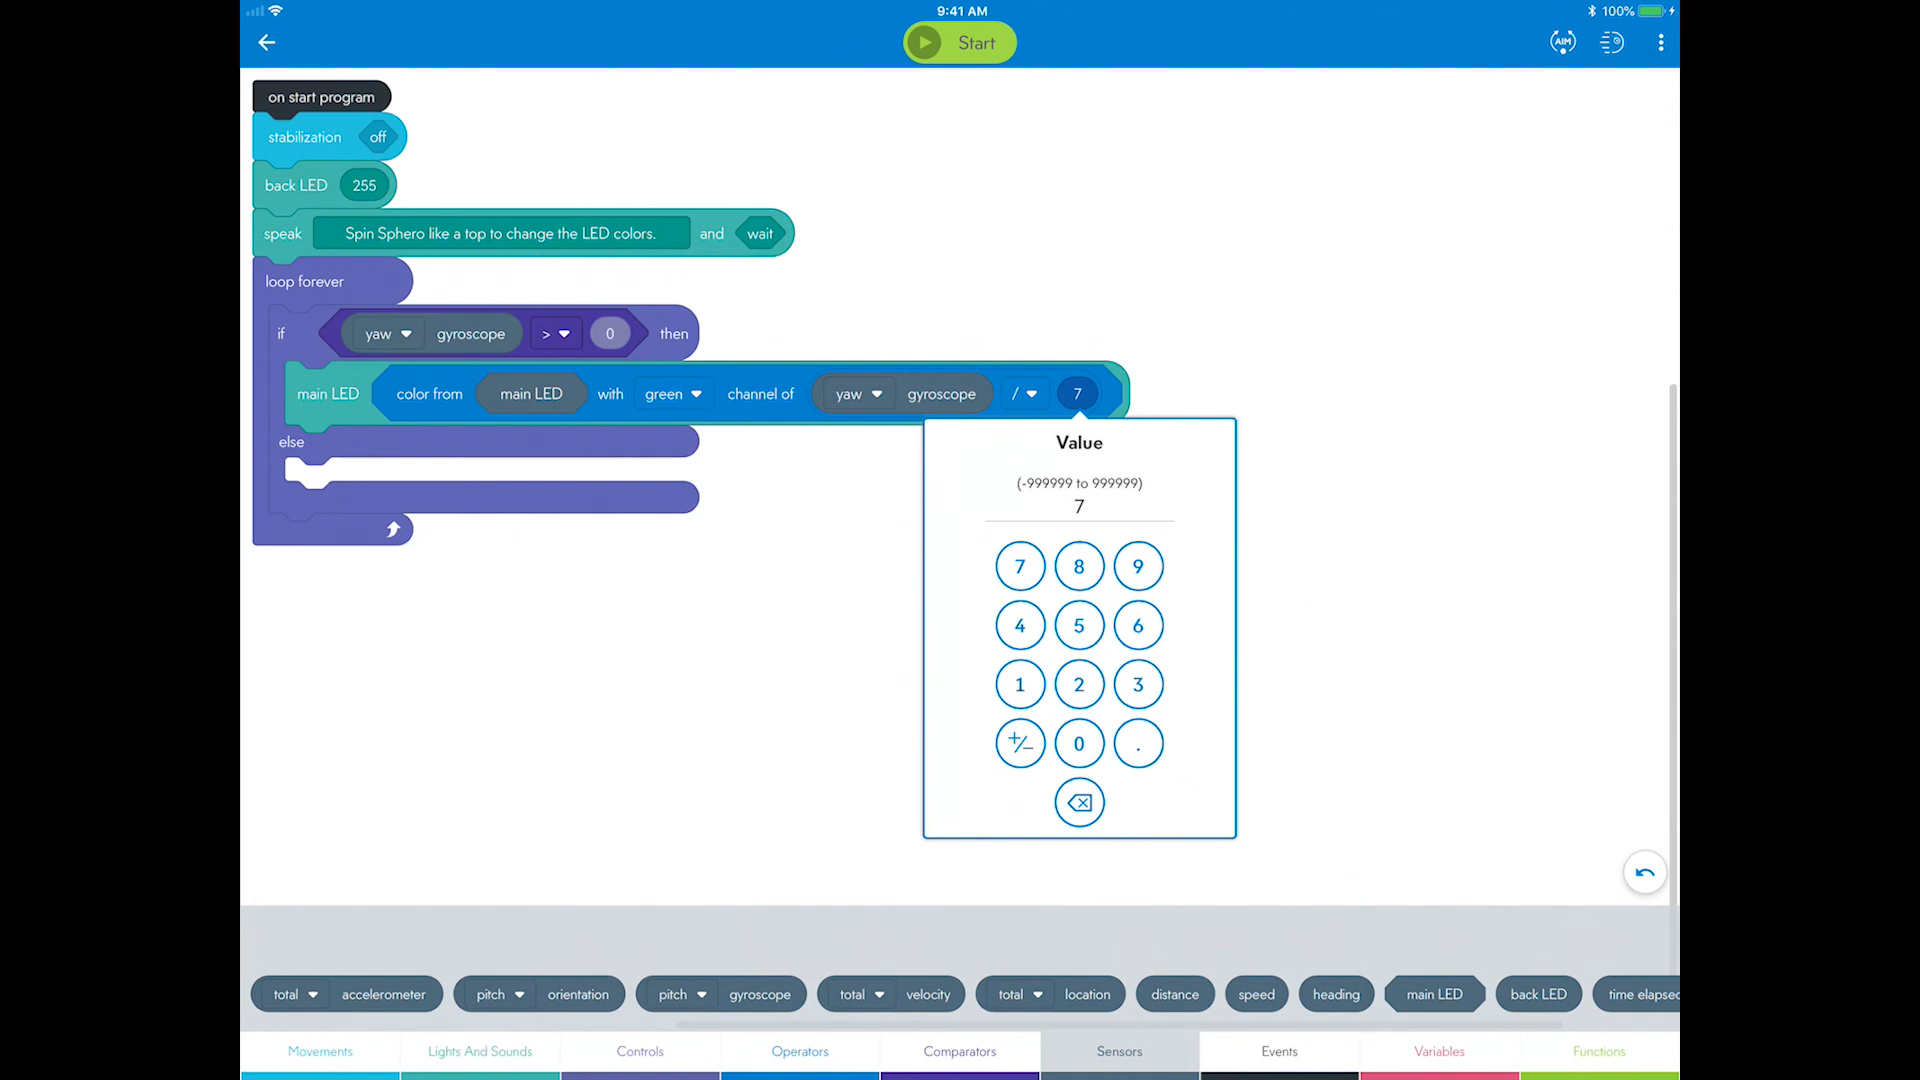 9:41 AM
100%
Start
AIM
on start program
stabilization off
back LED 255
speak Spin Sphero like a top to change the LED colors. and wait
loop forever
if yaw gyroscope > 0 then
main LED color from main LED with green channel of yaw gyroscope / 7
else
Value
(-999999 to 999999)
7
7 8 9
4 5 6
1 2 3
+/- 0 .
total accelerometer pitch orientation pitch gyroscope total velocity total location distance speed heading main LED back LED time elapsed
Movements Lights And Sounds Controls Operators Comparators Sensors Events Variables Functions